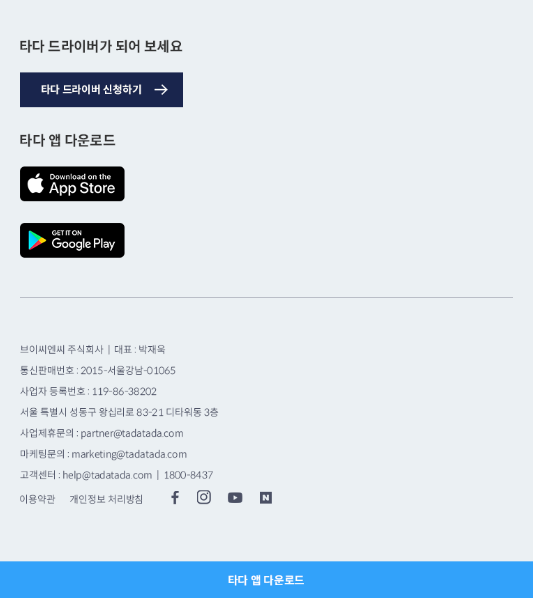 타다 드라이버가 되어 보세요
타다 드라이버 신청하기
타다 앱 다운로드
Download on the
App Store
GET IT ON
Google Play
브이씨엔씨 주식회사 | 대표 : 박재욱
통신판매번호 : 2015-서울강남-01065
사업자 등록번호 : 119-86-38202
서울 특별시 성동구 왕십리로 83-21 디타워동 3층
사업제휴문의 : partner@tadatada.com
마케팅문의 : marketing@tadatada.com
고객센터 : help@tadatada.com | 1800-8437
이용약관 개인정보 처리방침
타다 앱 다운로드